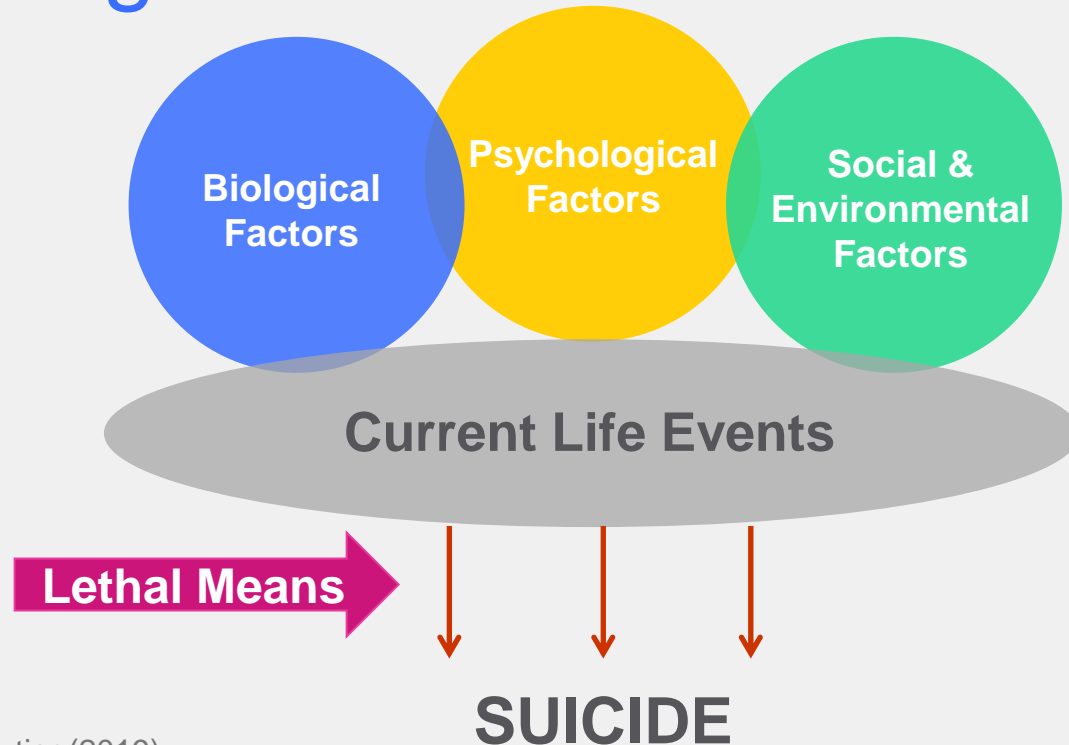 g
Psychological
Factors
Biological
Factors
Social &
Environmental
Factors
Current Life Events
Lethal Means
SUICIDE